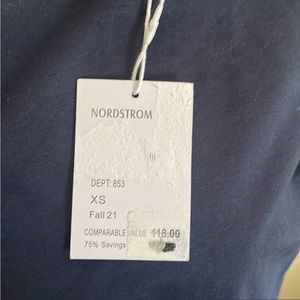 NORDSTROM
DEPT: 853
XS
Fall 21
COMPARABLE VALUE 118.00
75% Savings